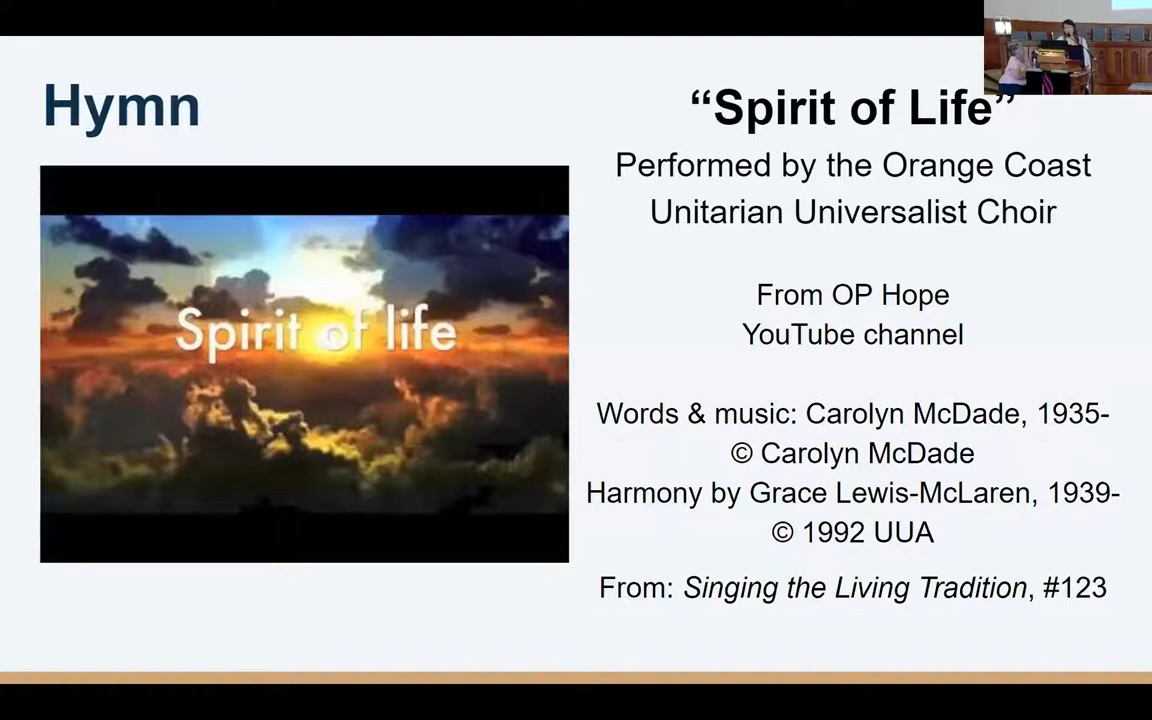 Hymn
Spirit of life
“Spirit of Life”
Performed by the Orange Coast
Unitarian Universalist Choir
From OP Hope
YouTube channel
Words & music: Carolyn McDade, 1935-
© Carolyn McDade
Harmony by Grace Lewis-McLaren, 1939-
© 1992 UUA
From: Singing the Living Tradition, #123